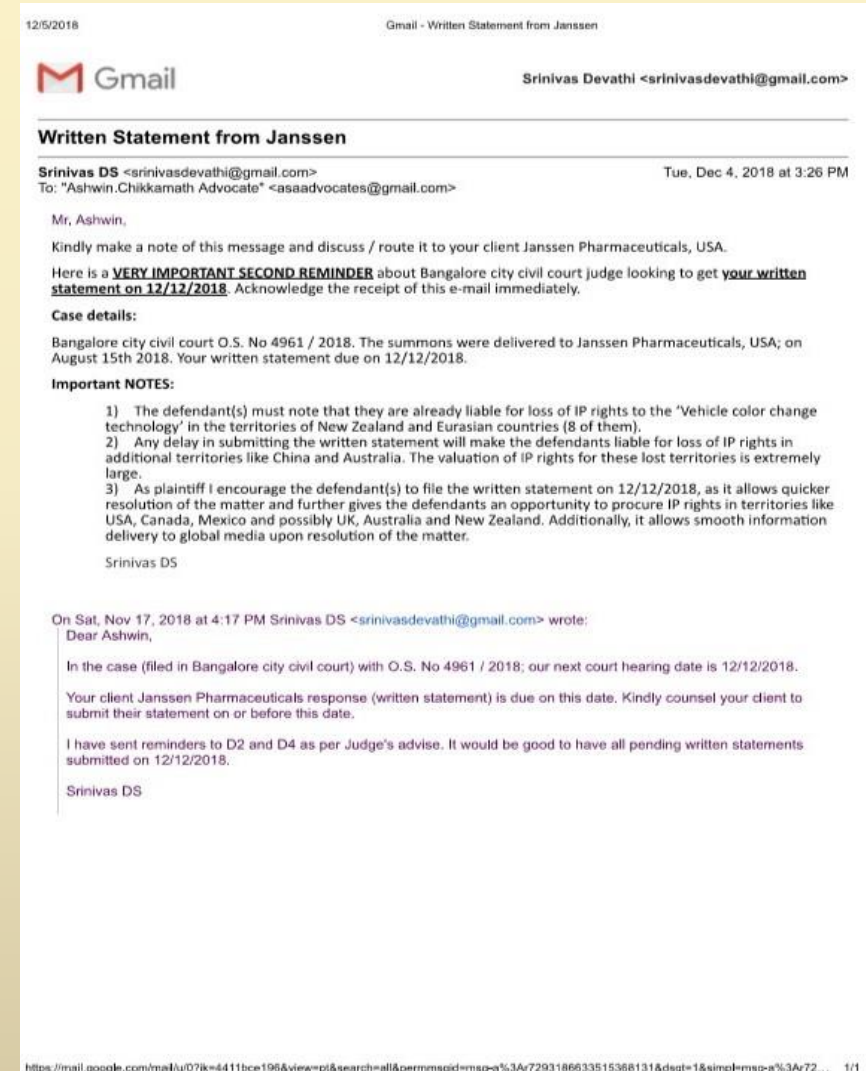 12/5/2018 Gmail - Written Statement from Janssen
Gmail Srinivas Devathi <srinivasdevathi@gmail.com>
Written Statement from Janssen
Srinivas DS <srinivasdevathi@gmail.com> Tue, Dec 4, 2018 at 3:26 PM
To: "Ashwin.Chikkamath Advocate" <asaadvocates@gmail.com>
Mr, Ashwin,
Kindly make a note of this message and discuss / route it to your client Janssen Pharmaceuticals, USA.
Here is a VERY IMPORTANT SECOND REMINDER about Bangalore city civil court judge looking to get your written
statement on 12/12/2018. Acknowledge the receipt of this e-mail immediately.
Case details:
Bangalore city civil court O.S. No 4961 / 2018. The summons were delivered to Janssen Pharmaceuticals, USA; on
August 15th 2018. Your written statement due on 12/12/2018.
Important NOTES:
1) The defendant(s) must note that they are already liable for loss of IP rights to the 'Vehicle color change
technology' in the territories of New Zealand and Eurasian countries (8 of them).
2) Any delay in submitting the written statement will make the defendants liable for loss of IP rights in
additional territories like China and Australia. The valuation of IP rights for these lost territories is extremely
large.
3) As plaintiff I encourage the defendant(s) to file the written statement on 12/12/2018, as it allows quicker
resolution of the matter and further gives the defendants an opportunity to procure IP rights in territories like
USA, Canada, Mexico and possibly UK, Australia and New Zealand. Additionally, it allows smooth information
delivery to global media upon resolution of the matter.
Srinivas DS
On Sat, Nov 17, 2018 at 4:17 PM Srinivas DS <srinivasdevathi@gmail.com> wrote:
Dear Ashwin,
In the case (filed in Bangalore city civil court) with O.S. No 4961 / 2018; our next court hearing date is 12/12/2018.
Your client Janssen Pharmaceuticals response (written statement) is due on this date. Kindly counsel your client to
submit their statement on or before this date.
I have sent reminders to D2 and D4 as per Judge's advise. It would be good to have all pending written statements
submitted on 12/12/2018.
Srinivas DS
1/1